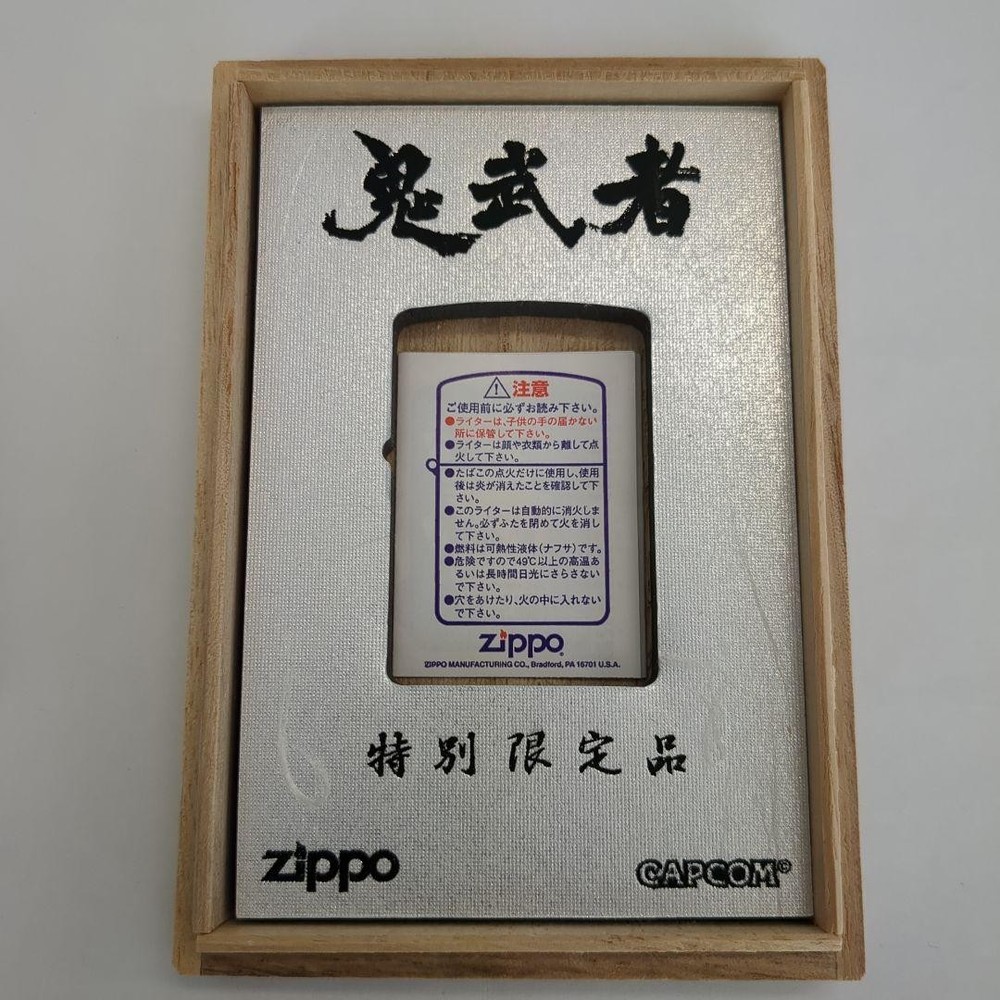 鬼武者
注意
ご使用前に必ずお読み下さい。
●ライターは、子供の手の届かない
所に保管して下さい。
●ライターは顔や衣類から離して点
火して下さい。
●たばこの点火だけに使用し、使用
後は炎が消えたことを確認して下
さい。
●このライターは自動的に消火しま
せん。必ずふたを閉めて火を消し
て下さい。
●燃料は可熱性液体(ナフサ)です。
●危険ですので49℃以上の高温あ
るいは長時間日光にさらさない
で下さい。
●穴をあけたり、火の中に入れない
で下さい。
zippo
ZIPPO MANUFACTURING CO., Bradford, PA 16701 U.S.A.
特別限定品
zippo
CAPCOM©